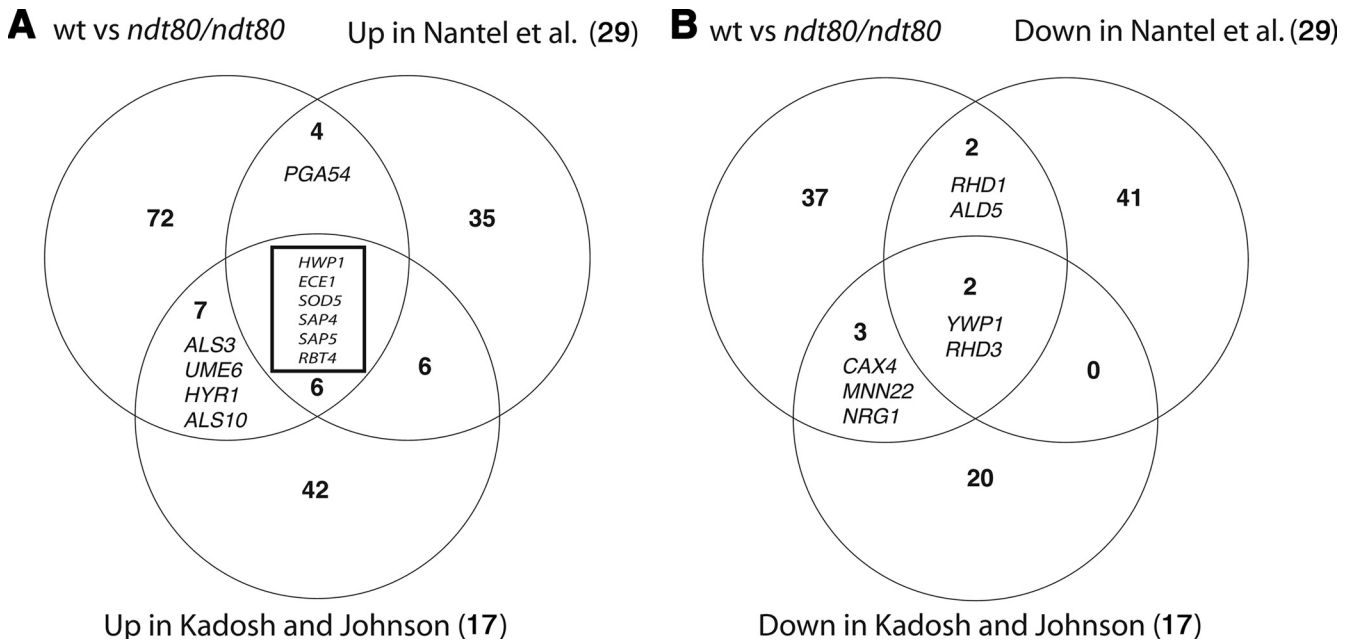 A wt vs ndt80/ndt80 Up in Nantel et al. (29)
4
PGA54
72
35
HWP1
ECE1
SOD5
SAP4
SAP5
RBT4
6
7
ALS3
UME6
HYR1
ALS10
6
42
Up in Kadosh and Johnson (17)
B wt vs ndt80/ndt80 Down in Nantel et al. (29)
2
RHD1
ALD5
37
41
2
YWP1
RHD3
3
CAX4
MNN22
NRG1
0
20
Down in Kadosh and Johnson (17)